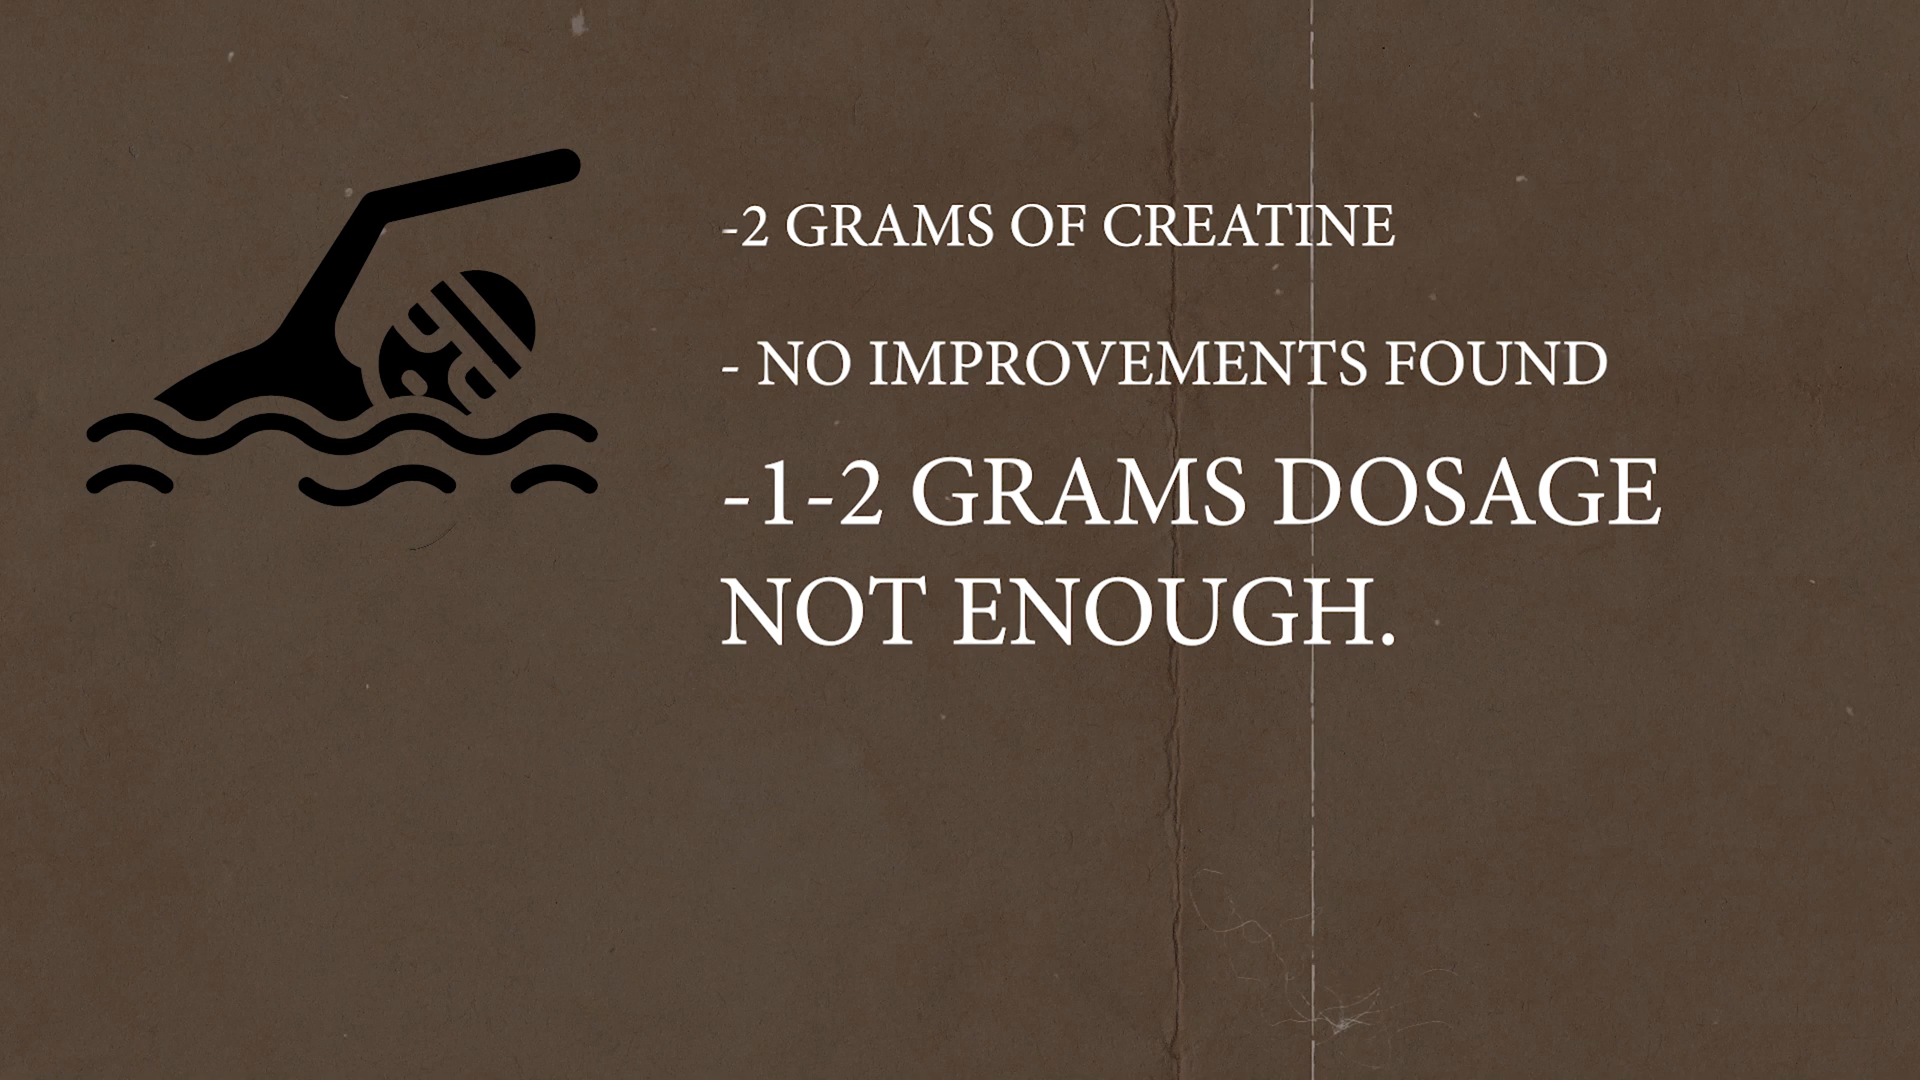 -2 GRAMS OF CREATINE
- NO IMPROVEMENTS FOUND
-1-2 GRAMS DOSAGE
NOT ENOUGH.